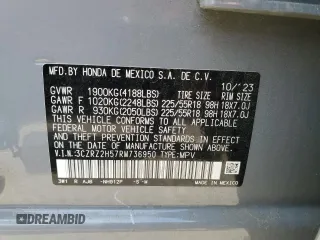 MFD. BY HONDA DE MEXICO S.A. DE C.V. 10/'23
GVWR 1900KG(4188LBS) TIRE SIZE RIM SIZE
GAWR F 1020KG(2248LBS) 225/55R18 98H 18X7.0J
GAWR R 930KG(2050LBS) 225/55R18 98H 18X7.0J
THIS VEHICLE CONFORMS TO ALL APPLICABLE
FEDERAL MOTOR VEHICLE SAFETY AND THEFT
PREVENTION STANDARDS IN EFFECT ON THE DATE
OF MANUFACTURE SHOWN ABOVE.
V.I.N:3CZRZ2H57RM736950 TYPE:MPV
MADE IN
MEXICO